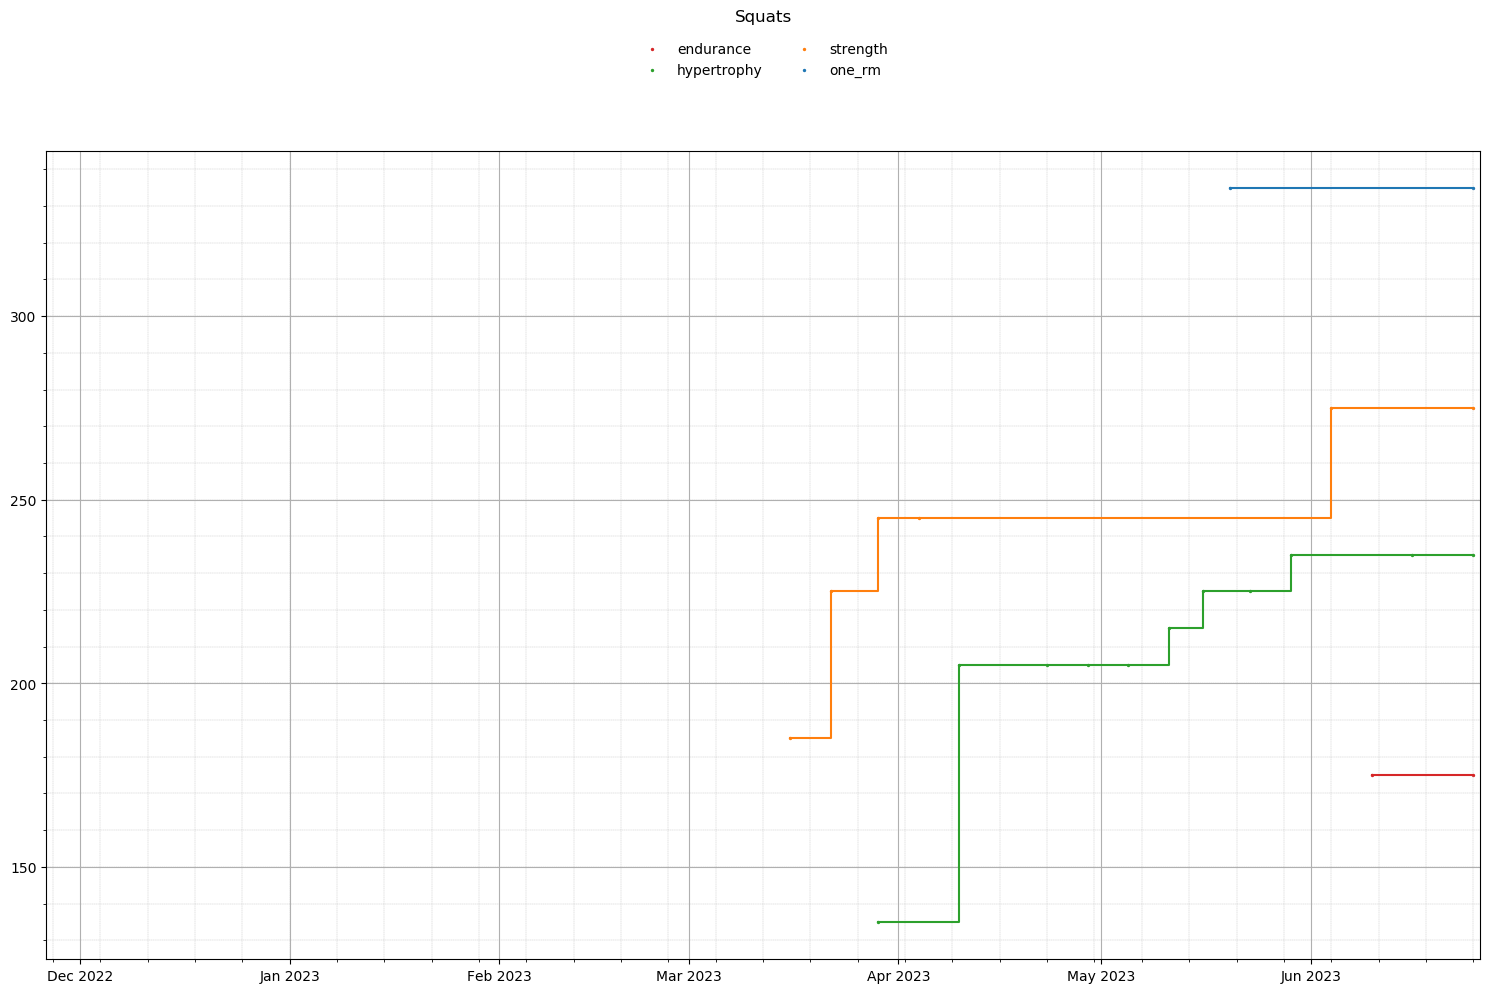 Squats
endurance strength
hypertrophy one_rm
300
250
200
150
Dec 2022 Jan 2023 Feb 2023 Mar 2023 Apr 2023 May 2023 Jun 2023